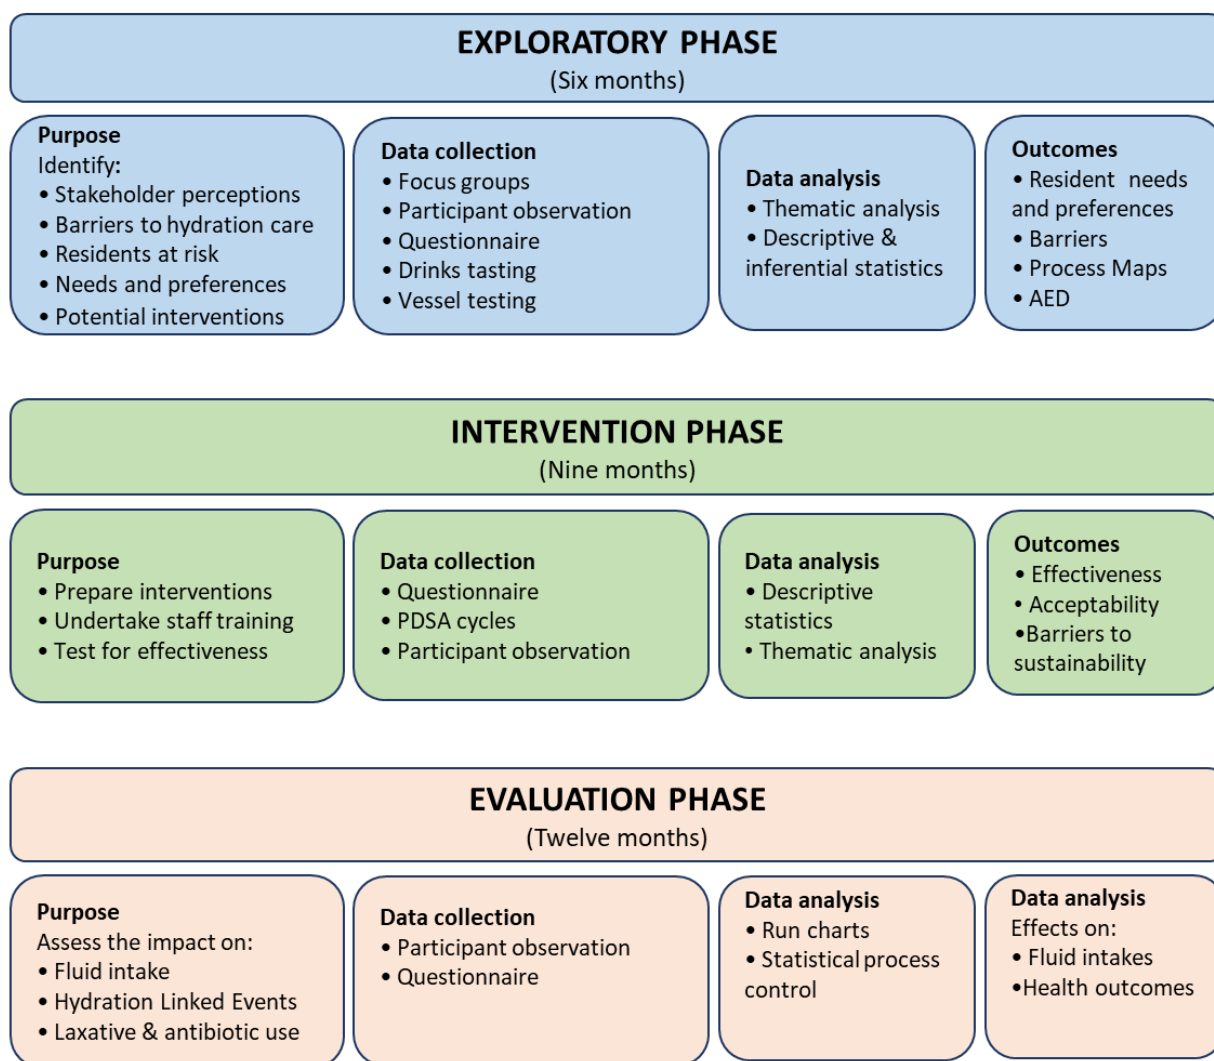 EXPLORATORY PHASE
(Six months)
Purpose
Identify:
• Stakeholder perceptions
• Barriers to hydration care
• Residents at risk
• Needs and preferences
• Potential interventions
Data collection
• Focus groups
• Participant observation
• Questionnaire
• Drinks tasting
• Vessel testing
Data analysis
• Thematic analysis
• Descriptive &
inferential statistics
Outcomes
• Resident needs
and preferences
• Barriers
• Process Maps
• AED
INTERVENTION PHASE
(Nine months)
Purpose
• Prepare interventions
• Undertake staff training
• Test for effectiveness
Data collection
• Questionnaire
• PDSA cycles
• Participant observation
Data analysis
• Descriptive
statistics
• Thematic analysis
Outcomes
• Effectiveness
• Acceptability
•Barriers to
sustainability
EVALUATION PHASE
(Twelve months)
Purpose
Assess the impact on:
• Fluid intake
• Hydration Linked Events
• Laxative & antibiotic use
Data collection
• Participant observation
• Questionnaire
Data analysis
• Run charts
• Statistical process
control
Data analysis
Effects on:
• Fluid intakes
•Health outcomes